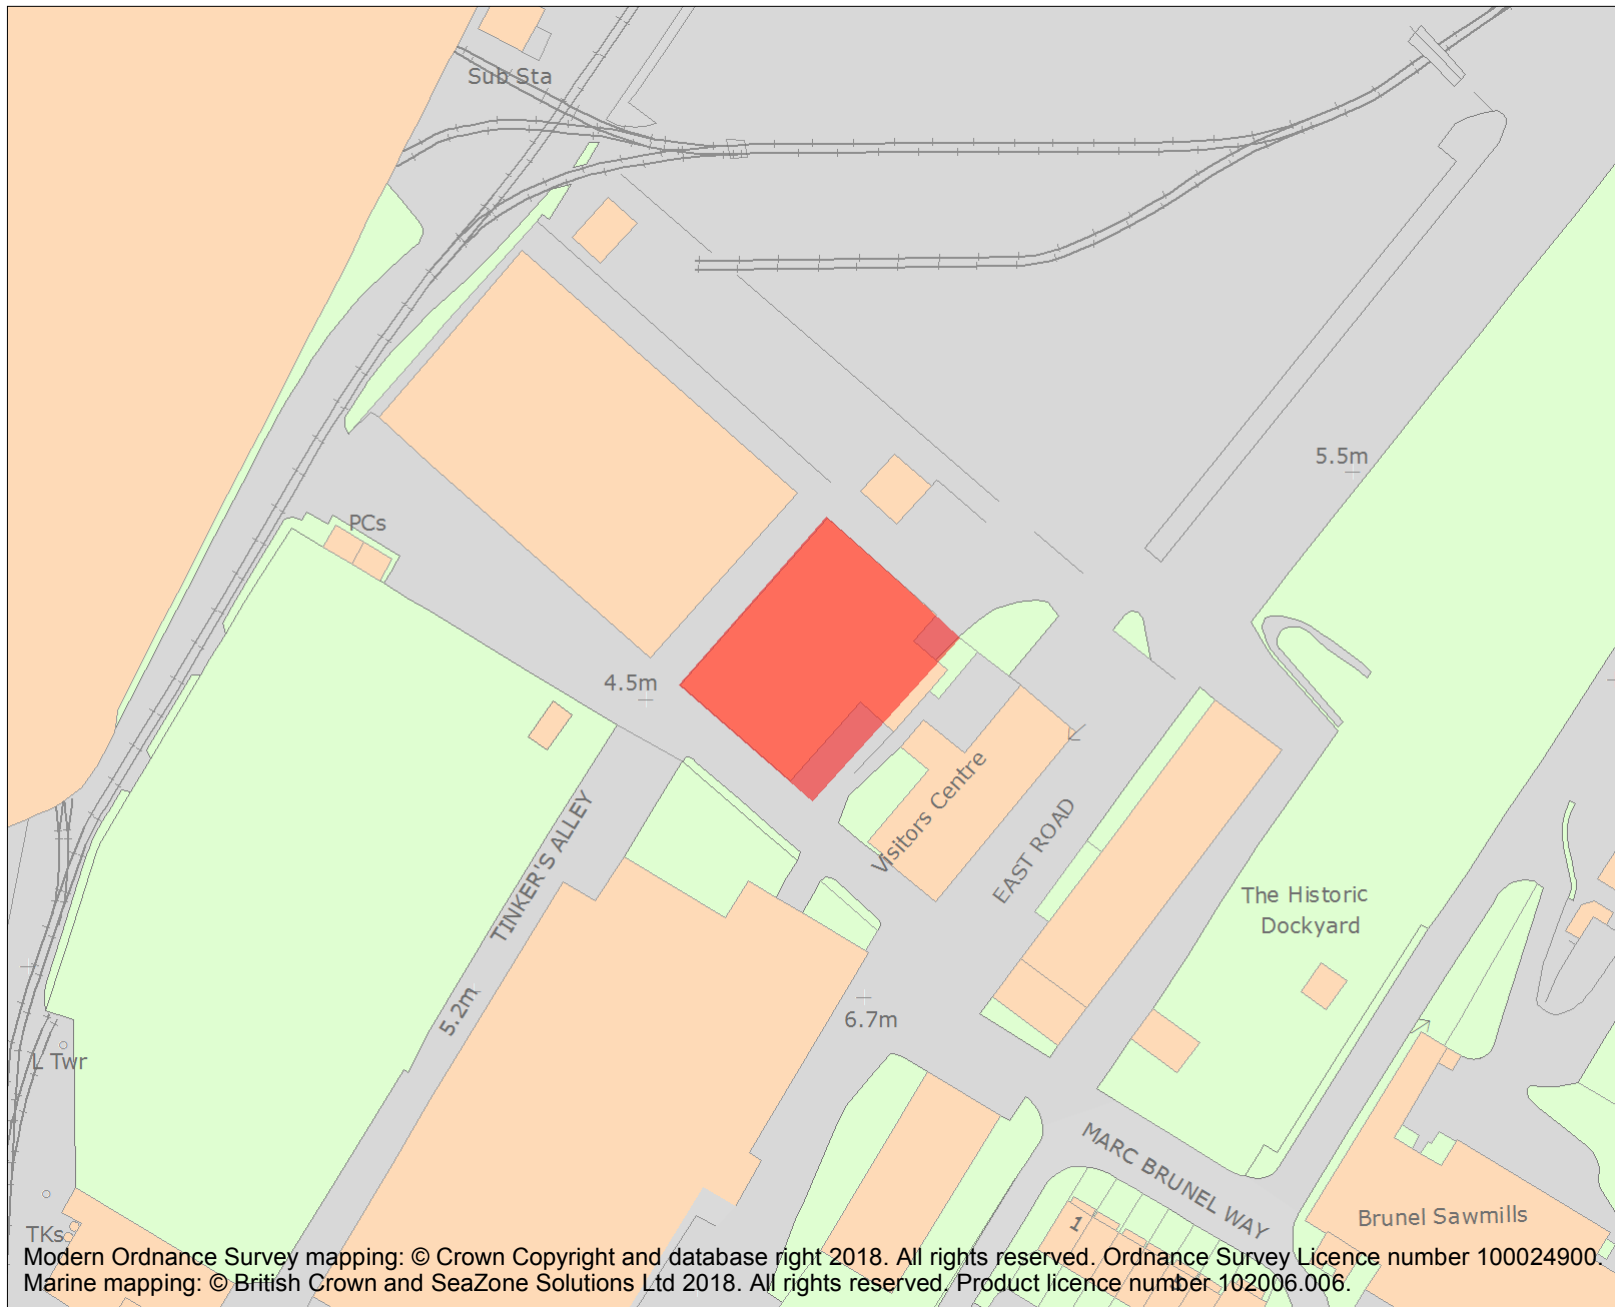 Sub Sta
5.5m
PCs
4.5m
Visitors Centre
TINKER'S ALLEY
EAST ROAD
The Historic
Dockyard
5.2m
6.7m
L Twr
MARC BRUNEL WAY
1
Brunel Sawmills
TKs
Modern Ordnance Survey mapping: © Crown Copyright and database right 2018. All rights reserved. Ordnance Survey Licence number 100024900.
Marine mapping: © British Crown and SeaZone Solutions Ltd 2018. All rights reserved. Product licence number 102006.006.